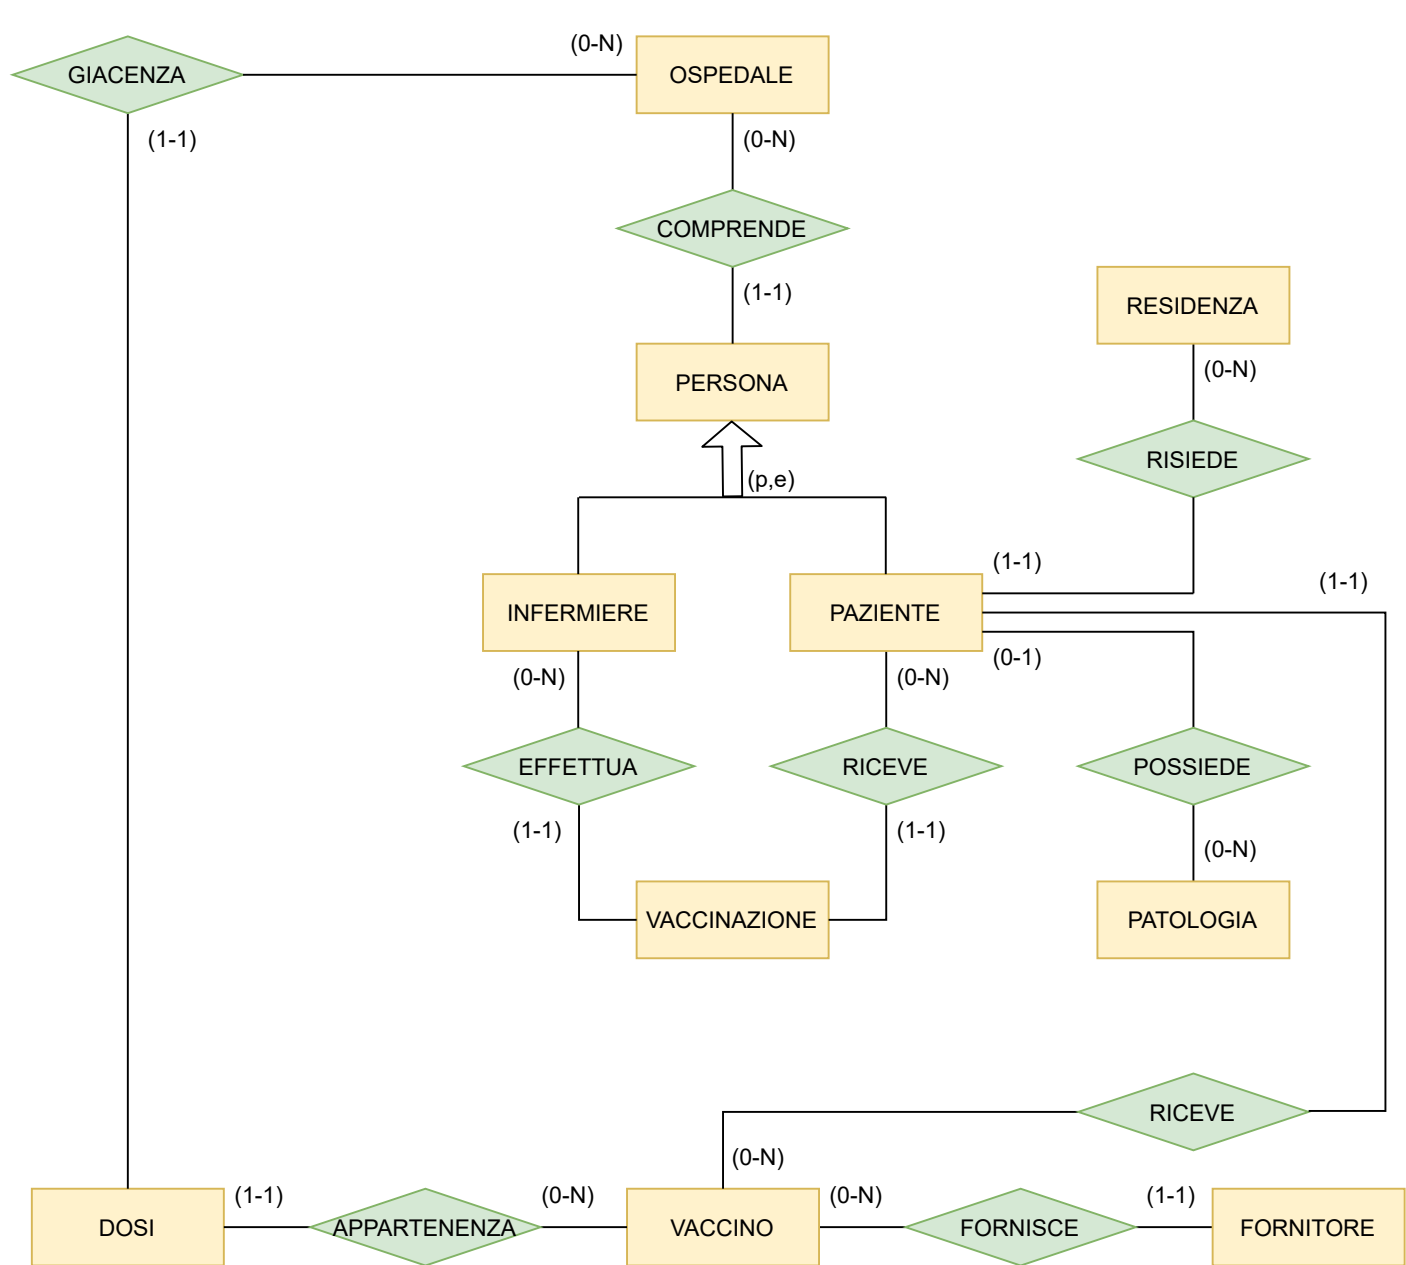 (0-N)
GIACENZA
OSPEDALE
(1-1)
(0-N)
COMPRENDE
(1-1)
RESIDENZA
(0-N)
PERSONA
RISIEDE
(p,e)
(1-1)
(1-1)
INFERMIERE
PAZIENTE
(0-N)
(0-N)
(0-1)
EFFETTUA
RICEVE
POSSIEDE
(1-1)
(1-1)
(0-N)
VACCINAZIONE
PATOLOGIA
RICEVE
(0-N)
(1-1)
(0-N)
(0-N)
(1-1)
DOSI
APPARTENENZA
VACCINO
FORNISCE
FORNITORE